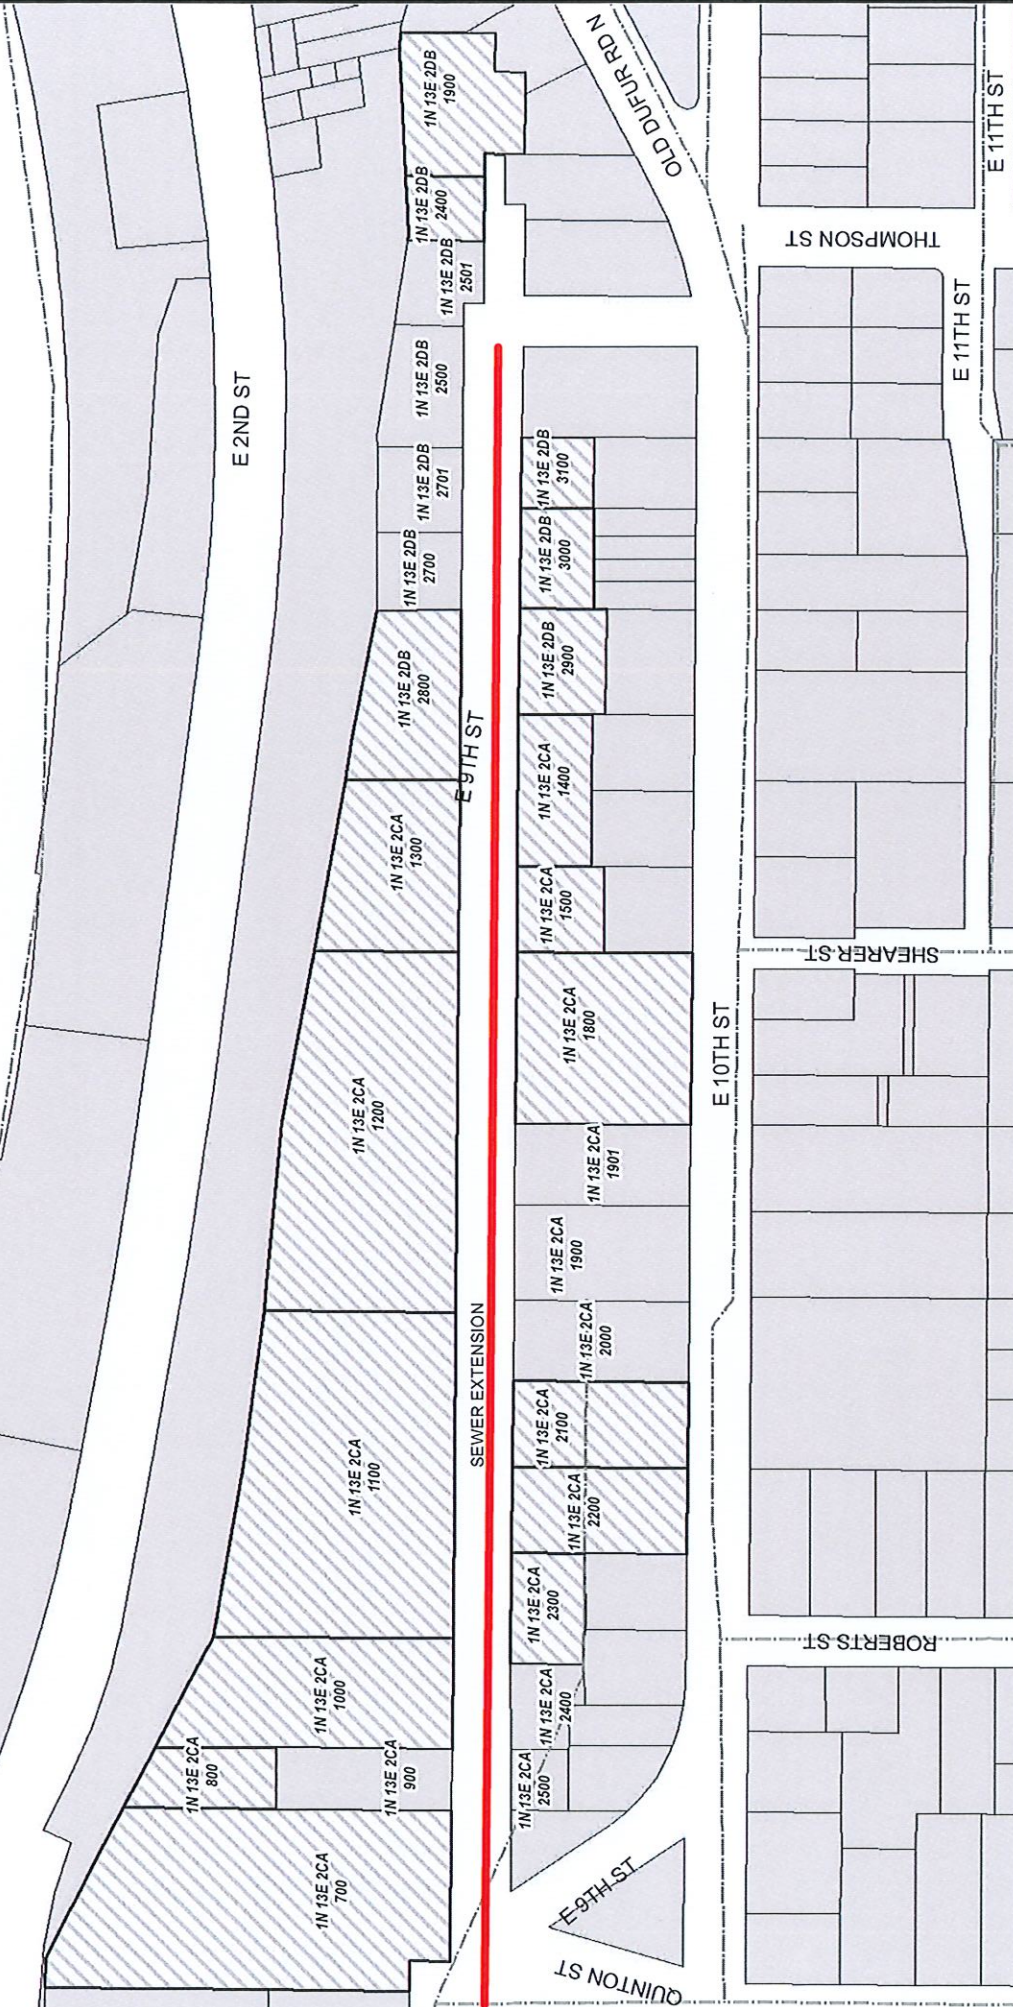 1N 13E 2DB
1900
OLD DUFUR RD N
E 11TH ST
1N 13E 2DB
2400
THOMPSON ST
1N 13E 2DB
2501
E 11TH ST
E 2ND ST
1N 13E 2DB
2500
1N 13E 2DB
2701
1N 13E 2DB
3100
1N 13E 2DB
2700
1N 13E 2DB
3000
1N 13E 2DB
2800
1N 13E 2DB
2900
E 9TH ST
1N 13E 2CA
1400
1N 13E 2CA
1300
1N 13E 2CA
1500
SHEARER ST
1N 13E 2CA
1800
E 10TH ST
1N 13E 2CA
1200
1N 13E 2CA
1901
1N 13E 2CA
1900
1N 13E 2CA
2000
SEWER EXTENSION
1N 13E 2CA
2100
1N 13E 2CA
1100
1N 13E 2CA
2200
1N 13E 2CA
2300
ROBERTS ST
1N 13E 2CA
1000
1N 13E 2CA
2400
1N 13E 2CA
800
1N 13E 2CA
900
1N 13E 2CA
2500
1N 13E 2CA
700
E 9TH ST
QUINTON ST